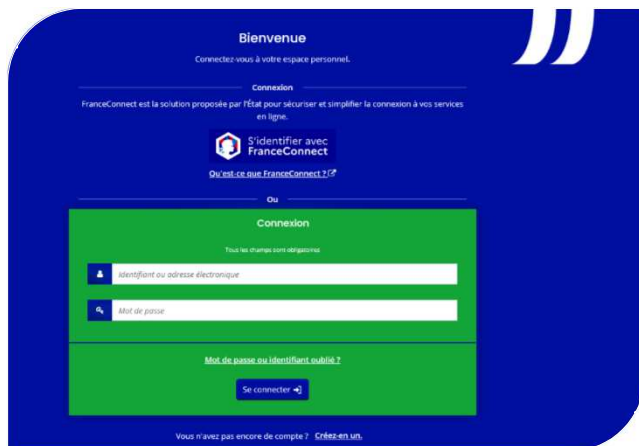 Bienvenue
Connectez-vous à votre espace personnel.
Connexion
FranceConnect est la solution proposée par l'État pour sécuriser et simplifier la connexion à vos services
en ligne.
S'identifier avec
FranceConnect
Qu'est-ce que FranceConnect ?
Ou
Connexion
Tous les champs sont obligatoires
Identifiant ou adresse électronique
Mot de passe
Mot de passe ou identifiant oublié ?
Se connecter
Vous n'avez pas encore de compte ? Créez-en un.